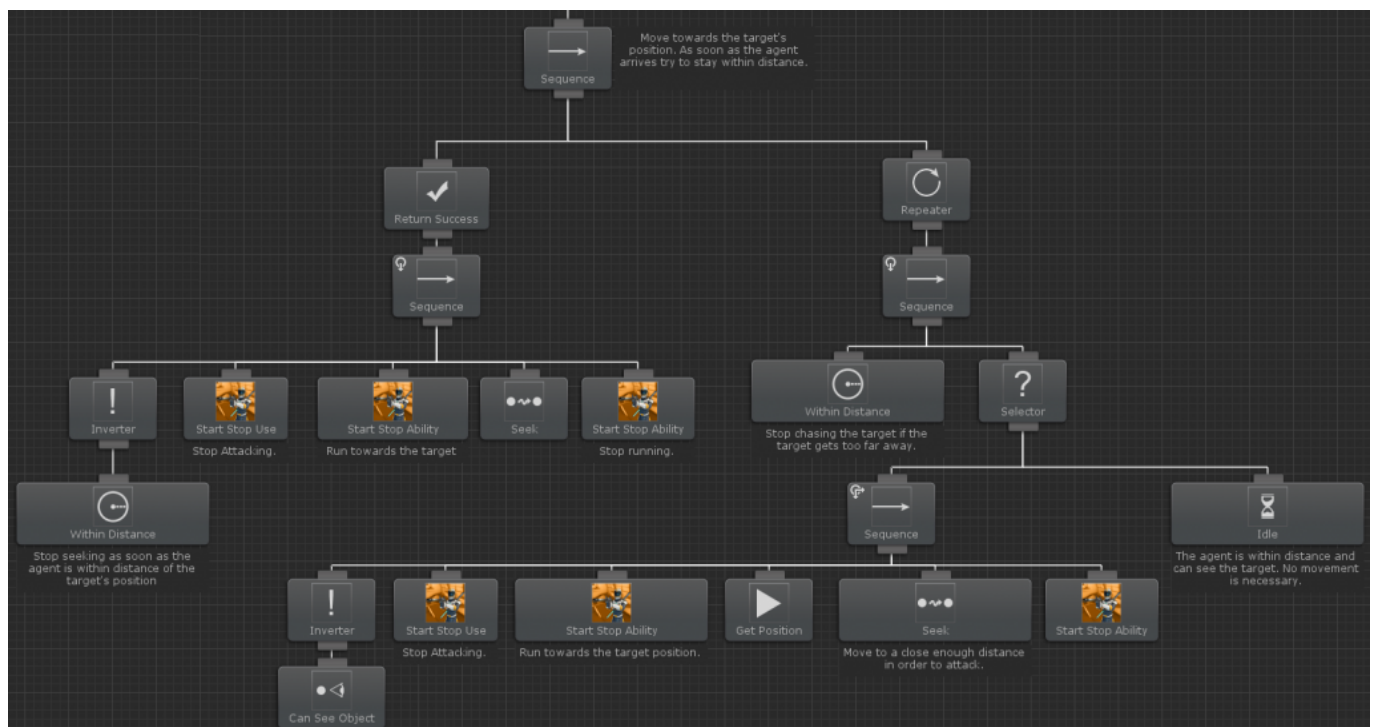 Sequence
Move towards the target's
position. As soon as the agent
arrives try to stay within distance.
Return Success
Repeater
Sequence
Sequence
Inverter
Start Stop Use
Stop Attacking.
Start Stop Ability
Run towards the target
Seek
Start Stop Ability
Stop running.
Within Distance
Stop chasing the target if the
target gets too far away.
Selector
Within Distance
Stop seeking as soon as the
agent is within distance of the
target's position
Sequence
Idle
The agent is within distance and
can see the target. No movement
is necessary.
Inverter
Start Stop Use
Stop Attacking.
Start Stop Ability
Run towards the target position.
Get Position
Seek
Move to a close enough distance
in order to attack.
Start Stop Ability
Can See Object